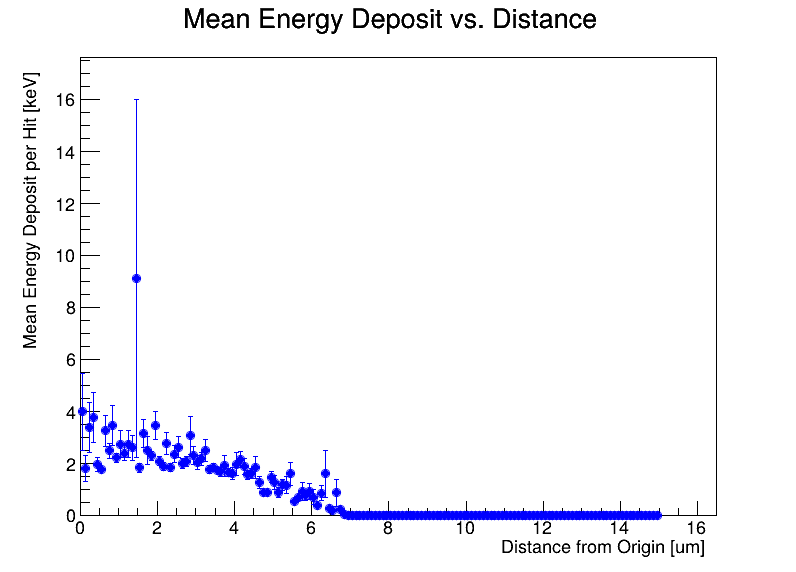 Mean Energy Deposit vs. Distance
Mean Energy Deposit per Hit [keV]
16
14
12
10
8
6
4
2
0
0 2 4 6 8 10 12 14 16
Distance from Origin [um]